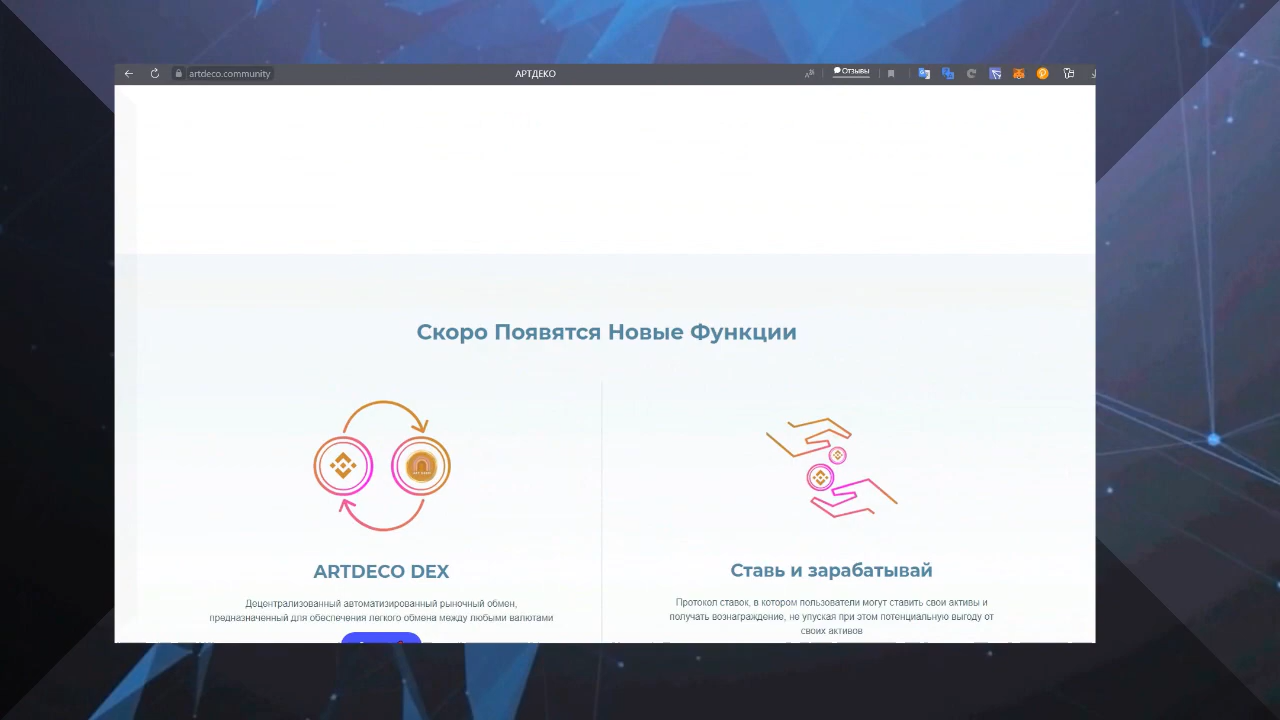 artdeco.community
АРТДЕКО
Отзывы
Скоро Появятся Новые Функции
ARTDECO DEX
Децентрализованный автоматизированный рыночный обмен,
предназначенный для обеспечения легкого обмена между любыми валютами
Ставь и зарабатывай
Протокол ставок, в котором пользователи могут ставить свои активы и
получать вознаграждение, не упуская при этом потенциальную выгоду от
своих активов